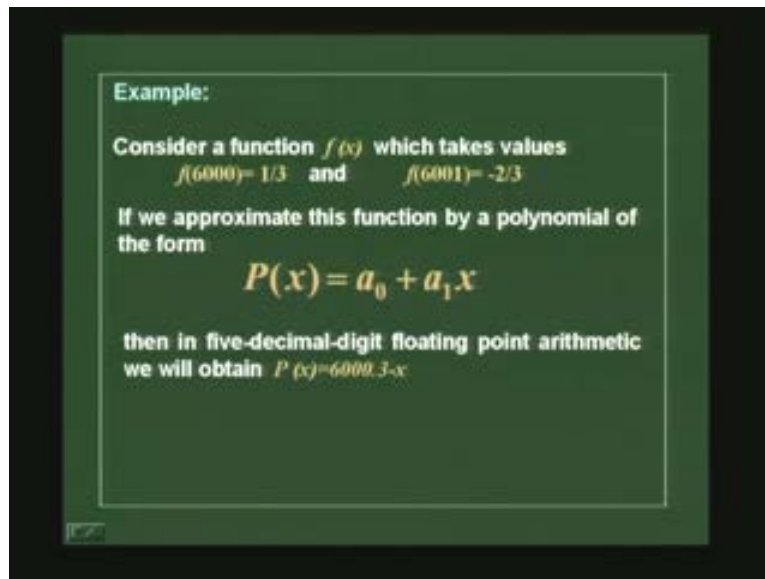 Example:
Consider a function f(x) which takes values
f(6000)= 1/3 and f(6001)= -2/3
If we approximate this function by a polynomial of
the form
P(x) = a₀ + a₁x
then in five-decimal-digit floating point arithmetic
we will obtain P (x)=6000.3-x